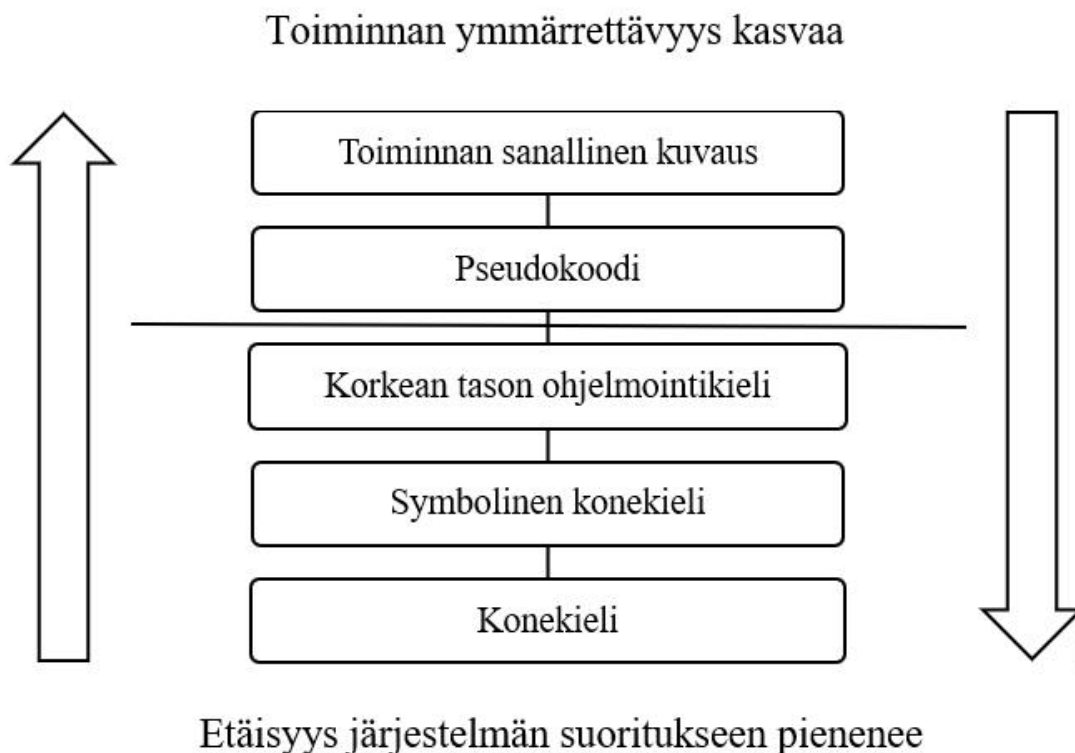 Toiminnan ymmärrettävyys kasvaa
Toiminnan sanallinen kuvaus
Pseudokoodi
Korkean tason ohjelmointikieli
Symbolinen konekieli
Konekieli
Etäisyys järjestelmän suoritukseen pienenee